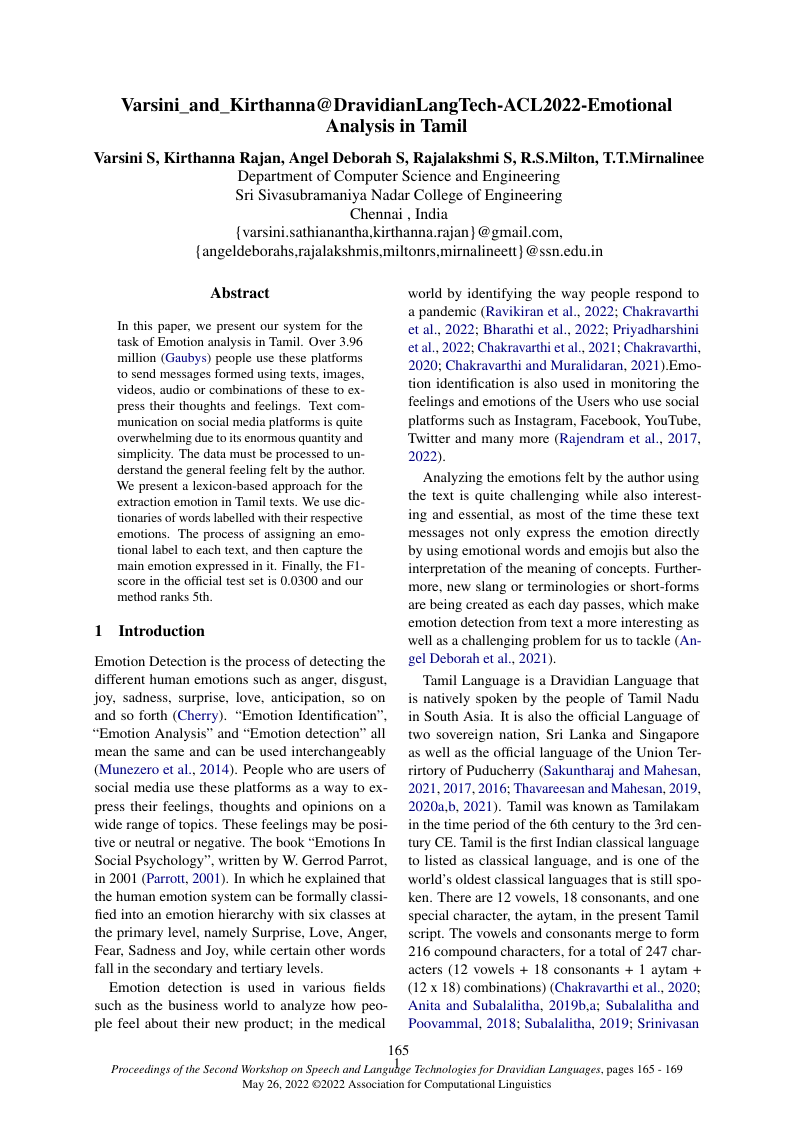 Varsini_and_Kirthanna@DravidianLangTech-ACL2022-Emotional
Analysis in Tamil
Varsini S, Kirthanna Rajan, Angel Deborah S, Rajalakshmi S, R.S.Milton, T.T.Mirnalinee
Department of Computer Science and Engineering
Sri Sivasubramaniya Nadar College of Engineering
Chennai , India
{varsini.sathianantha,kirthanna.rajan}@gmail.com,
{angeldeborahs,rajalakshmis,miltonrs,mirnalineett}@ssn.edu.in
Abstract
In this paper, we present our system for the
task of Emotion analysis in Tamil. Over 3.96
million (Gaubys) people use these platforms
to send messages formed using texts, images,
videos, audio or combinations of these to ex-
press their thoughts and feelings. Text com-
munication on social media platforms is quite
overwhelming due to its enormous quantity and
simplicity. The data must be processed to un-
derstand the general feeling felt by the author.
We present a lexicon-based approach for the
extraction emotion in Tamil texts. We use dic-
tionaries of words labelled with their respective
emotions. The process of assigning an emo-
tional label to each text, and then capture the
main emotion expressed in it. Finally, the F1-
score in the official test set is 0.0300 and our
method ranks 5th.
1 Introduction
Emotion Detection is the process of detecting the
different human emotions such as anger, disgust,
joy, sadness, surprise, love, anticipation, so on
and so forth (Cherry). “Emotion Identification”,
“Emotion Analysis” and “Emotion detection” all
mean the same and can be used interchangeably
(Munezero et al., 2014). People who are users of
social media use these platforms as a way to ex-
press their feelings, thoughts and opinions on a
wide range of topics. These feelings may be posi-
tive or neutral or negative. The book “Emotions In
Social Psychology”, written by W. Gerrod Parrot,
in 2001 (Parrott, 2001). In which he explained that
the human emotion system can be formally classi-
fied into an emotion hierarchy with six classes at
the primary level, namely Surprise, Love, Anger,
Fear, Sadness and Joy, while certain other words
fall in the secondary and tertiary levels.
Emotion detection is used in various fields
such as the business world to analyze how peo-
ple feel about their new product; in the medical
world by identifying the way people respond to
a pandemic (Ravikiran et al., 2022; Chakravarthi
et al., 2022; Bharathi et al., 2022; Priyadharshini
et al., 2022; Chakravarthi et al., 2021; Chakravarthi,
2020; Chakravarthi and Muralidaran, 2021).Emo-
tion identification is also used in monitoring the
feelings and emotions of the Users who use social
platforms such as Instagram, Facebook, YouTube,
Twitter and many more (Rajendram et al., 2017,
2022).
Analyzing the emotions felt by the author using
the text is quite challenging while also interest-
ing and essential, as most of the time these text
messages not only express the emotion directly
by using emotional words and emojis but also the
interpretation of the meaning of concepts. Further-
more, new slang or terminologies or short-forms
are being created as each day passes, which make
emotion detection from text a more interesting as
well as a challenging problem for us to tackle (An-
gel Deborah et al., 2021).
Tamil Language is a Dravidian Language that
is natively spoken by the people of Tamil Nadu
in South Asia. It is also the official Language of
two sovereign nation, Sri Lanka and Singapore
as well as the official language of the Union Ter-
rirtory of Puducherry (Sakuntharaj and Mahesan,
2021, 2017, 2016; Thavareesan and Mahesan, 2019,
2020a,b, 2021). Tamil was known as Tamilakam
in the time period of the 6th century to the 3rd cen-
tury CE. Tamil is the first Indian classical language
to listed as classical language, and is one of the
world’s oldest classical languages that is still spo-
ken. There are 12 vowels, 18 consonants, and one
special character, the aytam, in the present Tamil
script. The vowels and consonants merge to form
216 compound characters, for a total of 247 char-
acters (12 vowels + 18 consonants + 1 aytam +
(12 x 18) combinations) (Chakravarthi et al., 2020;
Anita and Subalalitha, 2019b,a; Subalalitha and
Poovammal, 2018; Subalalitha, 2019; Srinivasan
165
1
Proceedings of the Second Workshop on Speech and Language Technologies for Dravidian Languages, pages 165 - 169
May 26, 2022 ©2022 Association for Computational Linguistics